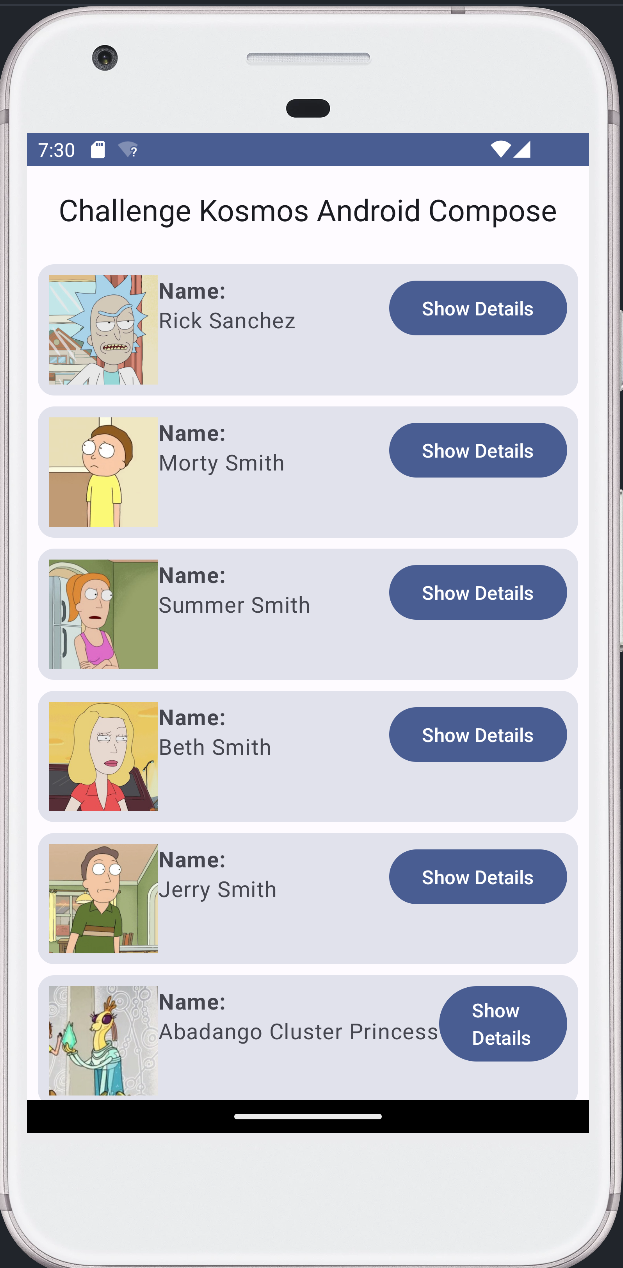 7:30
Challenge Kosmos Android Compose
Name:
Rick Sanchez
Show Details
Name:
Morty Smith
Show Details
Name:
Summer Smith
Show Details
Name:
Beth Smith
Show Details
Name:
Jerry Smith
Show Details
Name:
Abadango Cluster Princess
Show
Details